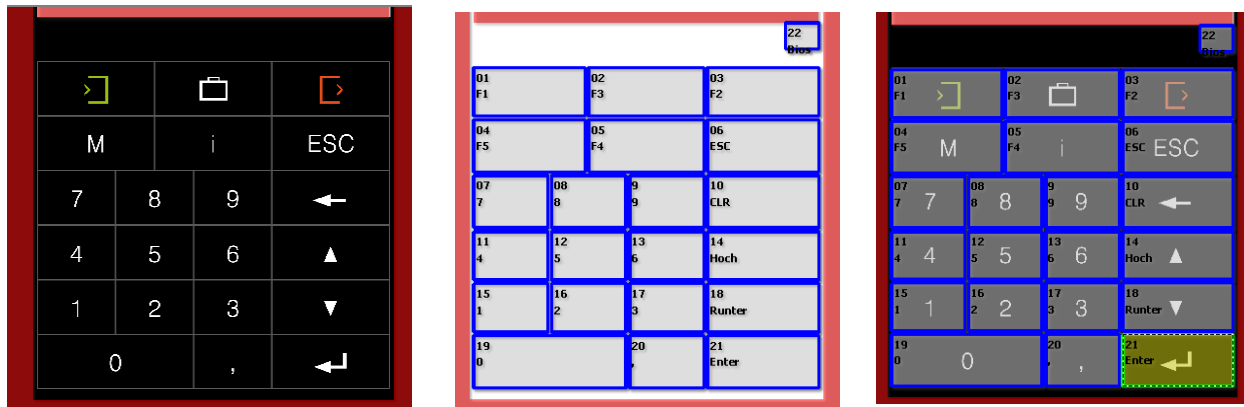 M i ESC
7 8 9
4 5 6
1 2 3
0 ,
22
Bios
01 02 03
F1 F3 F2
04 05 06
F5 F4 ESC
07 08 9 10
7 8 9 CLR
11 12 13 14
4 5 6 Hoch
15 16 17 18
1 2 3 Runter
19 20 21
0 , Enter
22
Bios
01 02 03
F1 F3 F2
04 05 06
F5 M F4 i ESC ESC
07 08 9 10
7 7 8 8 9 9 CLR
11 12 13 14
4 4 5 5 6 6 Hoch
15 16 17 18
1 1 2 2 3 3 Runter
19 20 21
0 0 , , Enter